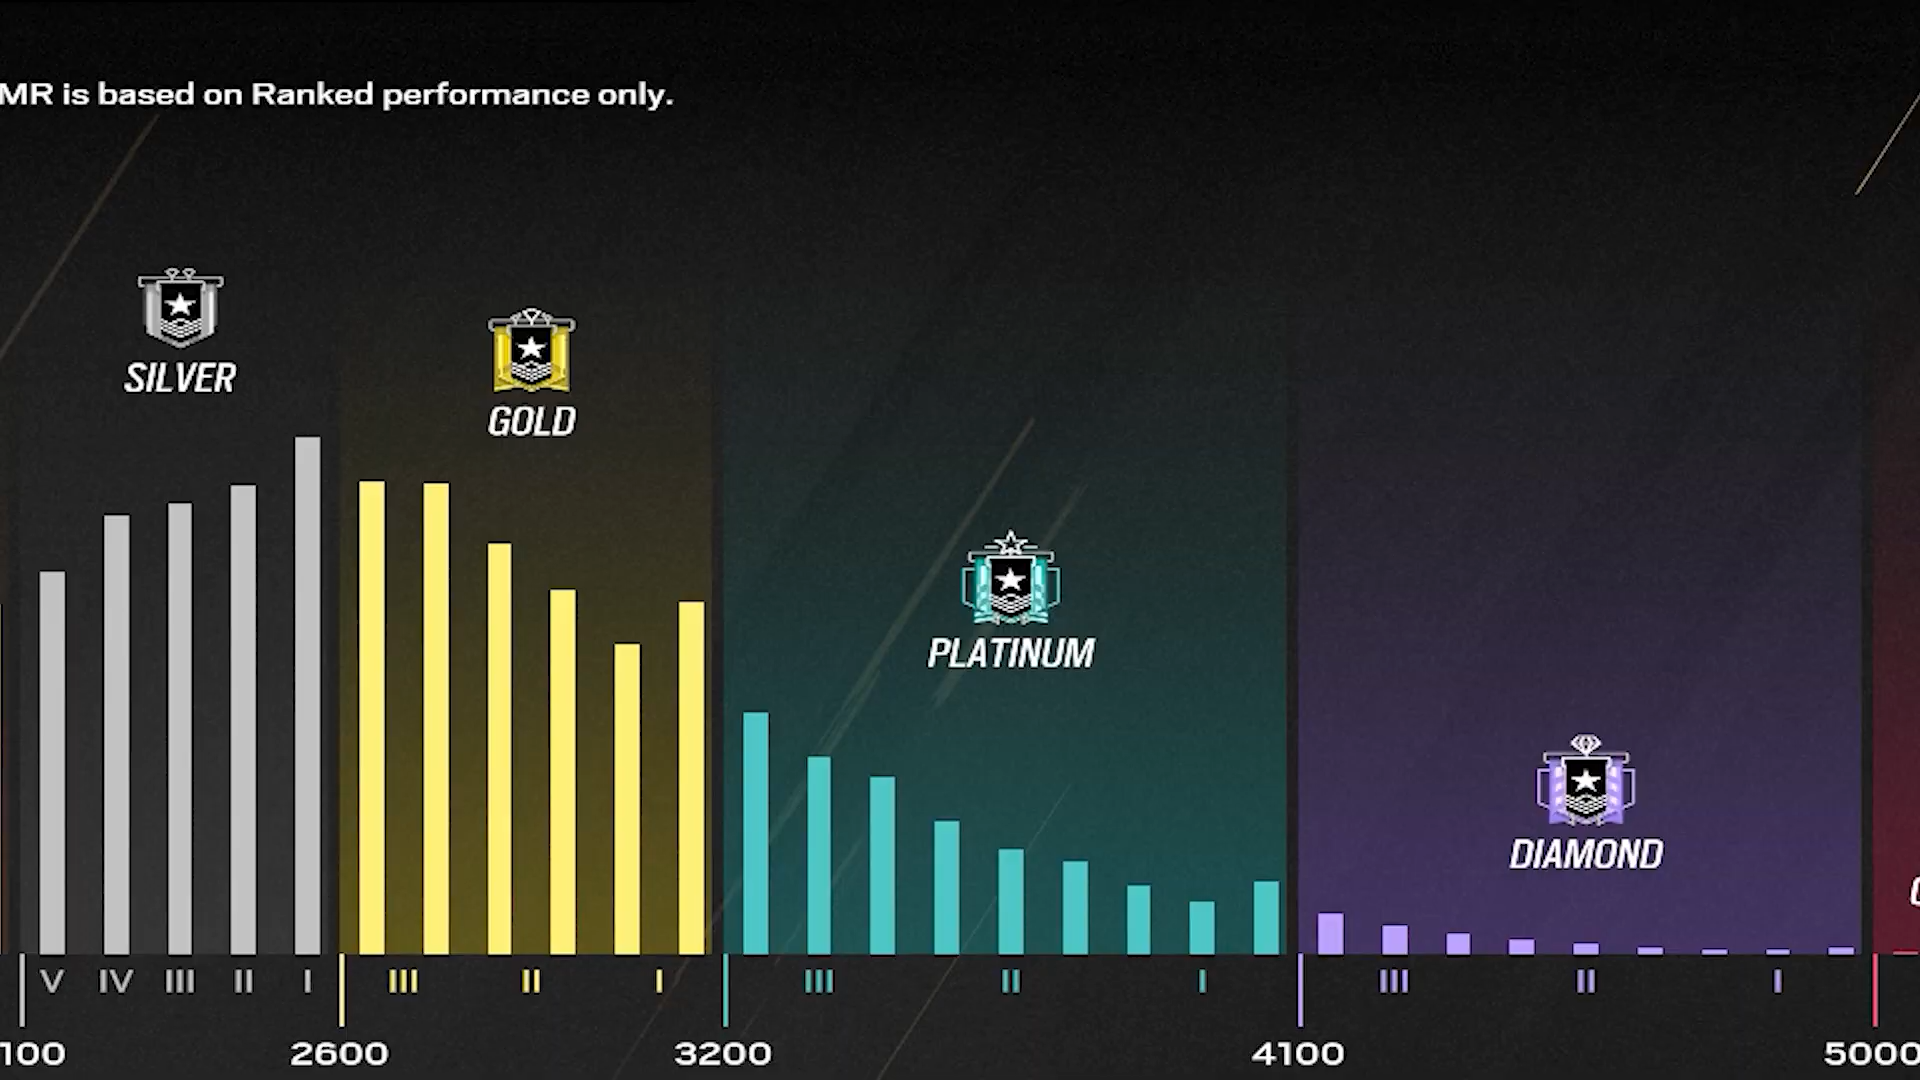 MR is based on Ranked performance only.
SILVER
GOLD
PLATINUM
DIAMOND
V IV III II I III II I III II I III II I
100 2600 3200 4100 5000